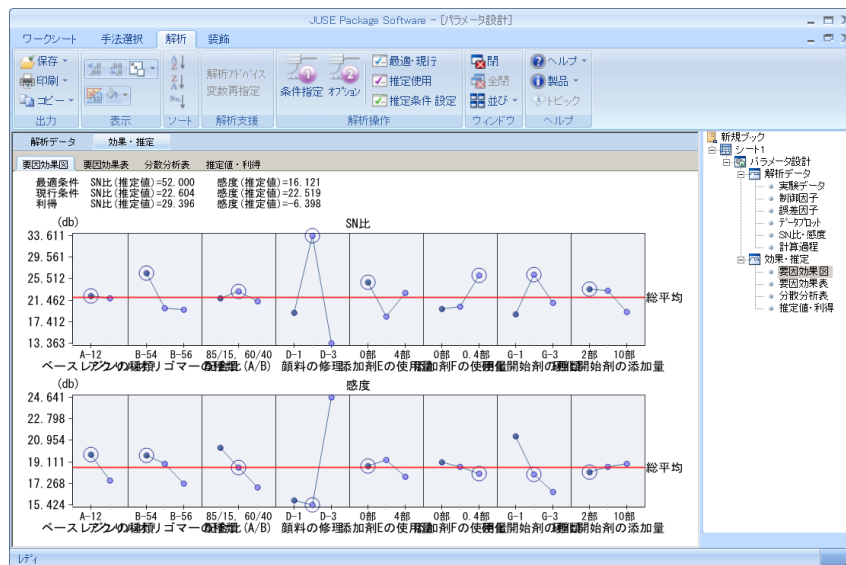 JUSE Package Software - [パラメータ設計]
ワークシート 手法選択 解析 装飾
保存 印刷 コピー
最適・現行 推定使用 推定条件 設定
解析アドバイス 変数再指定
条件指定 オプション
閉 全閉 並び
ヘルプ 製品 トピック
出力 表示 ソート 解析支援 解析操作 ウィンドウ ヘルプ
解析データ 効果・推定
要因効果図 要因効果表 分散分析表 推定値・利得
最適条件 SN比(推定値)=52.000 感度(推定値)=16.121
現行条件 SN比(推定値)=22.604 感度(推定値)=22.519
利得 SN比(推定値)=29.396 感度(推定値)=-6.398
(db) SN比
33.611
29.561
25.512
21.462
17.412
13.363
総平均
A-12 B-54 B-56 85/15, 60/40 D-1 D-3 0部 4部 0部 0.4部 G-1 G-3 2部 10部
(db) 感度
24.641
22.798
20.954
19.111
17.268
15.424
総平均
A-12 B-54 B-56 85/15, 60/40 D-1 D-3 0部 4部 0部 0.4部 G-1 G-3 2部 10部
新規ブック
シート1
パラメータ設計
解析データ
実験データ
制御因子
誤差因子
データプロット
SN比・感度
計算過程
効果・推定
要因効果図
要因効果表
分散分析表
推定値・利得
レディ